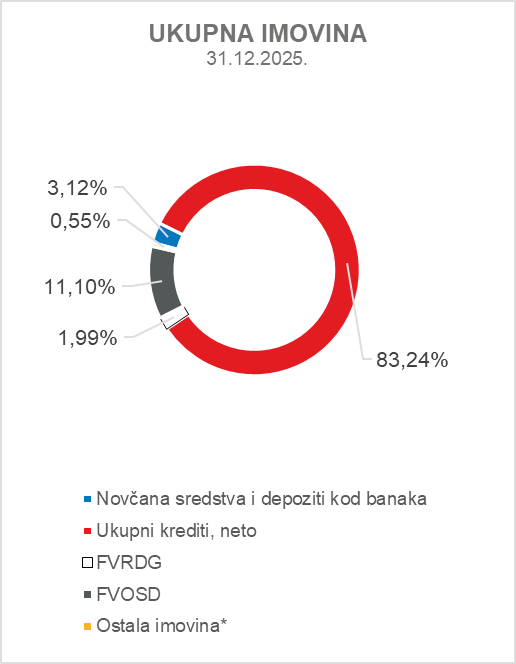 UKUPNA IMOVINA
31.12.2025.
3,12%
0,55%
11,10%
1,99%
83,24%
Novčana sredstva i depoziti kod banaka
Ukupni krediti, neto
FVRDG
FVOSD
Ostala imovina*